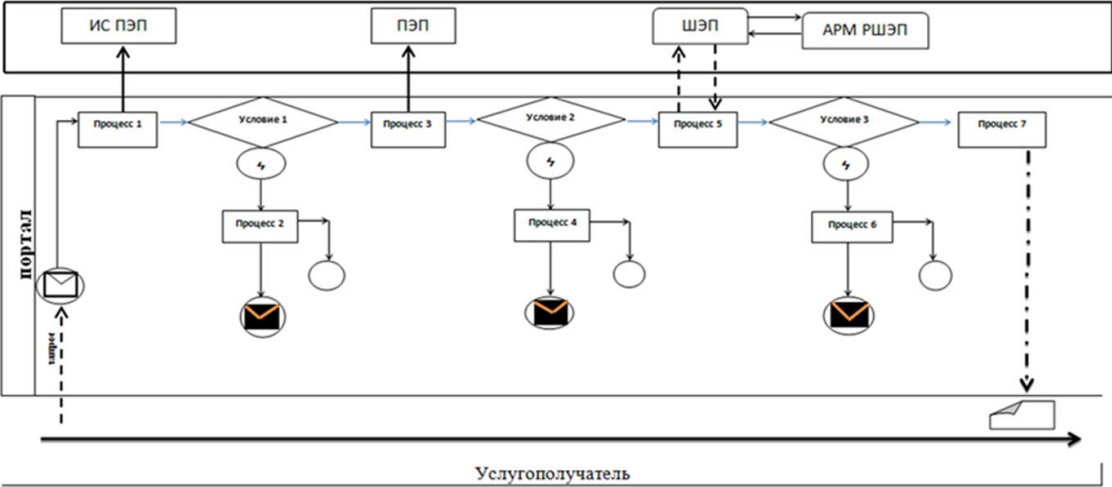 ИС ПЭП
ПЭП
ШЭП
АРМ РШЭП
Процесс 1
Условие 1
Процесс 3
Условие 2
Процесс 5
Условие 3
Процесс 7
Процесс 2
Процесс 4
Процесс 6
портал
запрос
Услугополучатель